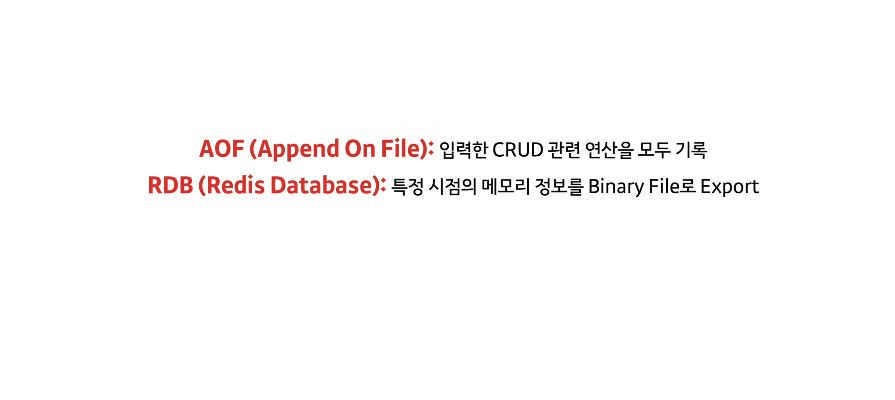 AOF (Append On File): 입력한 CRUD 관련 연산을 모두 기록
RDB (Redis Database): 특정 시점의 메모리 정보를 Binary File로 Export